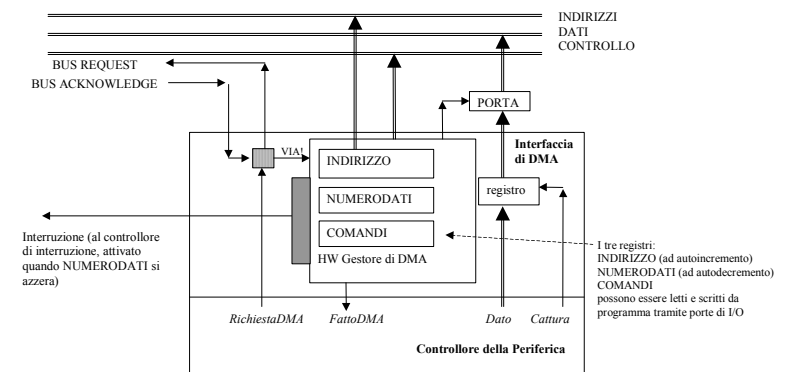 INDIRIZZI
DATI
CONTROLLO
BUS REQUEST
BUS ACKNOWLEDGE
PORTA
VIA!
Interfaccia
di DMA
INDIRIZZO
registro
NUMERODATI
COMANDI
HW Gestore di DMA
Interruzione (al controllore
di interruzione, attivato
quando NUMERODATI si
azzera)
I tre registri:
INDIRIZZO (ad autoincremento)
NUMERODATI (ad autodecremento)
COMANDI
possono essere letti e scritti da
programma tramite porte di I/O
RichiestaDMA
FattoDMA
Dato
Cattura
Controllore della Periferica